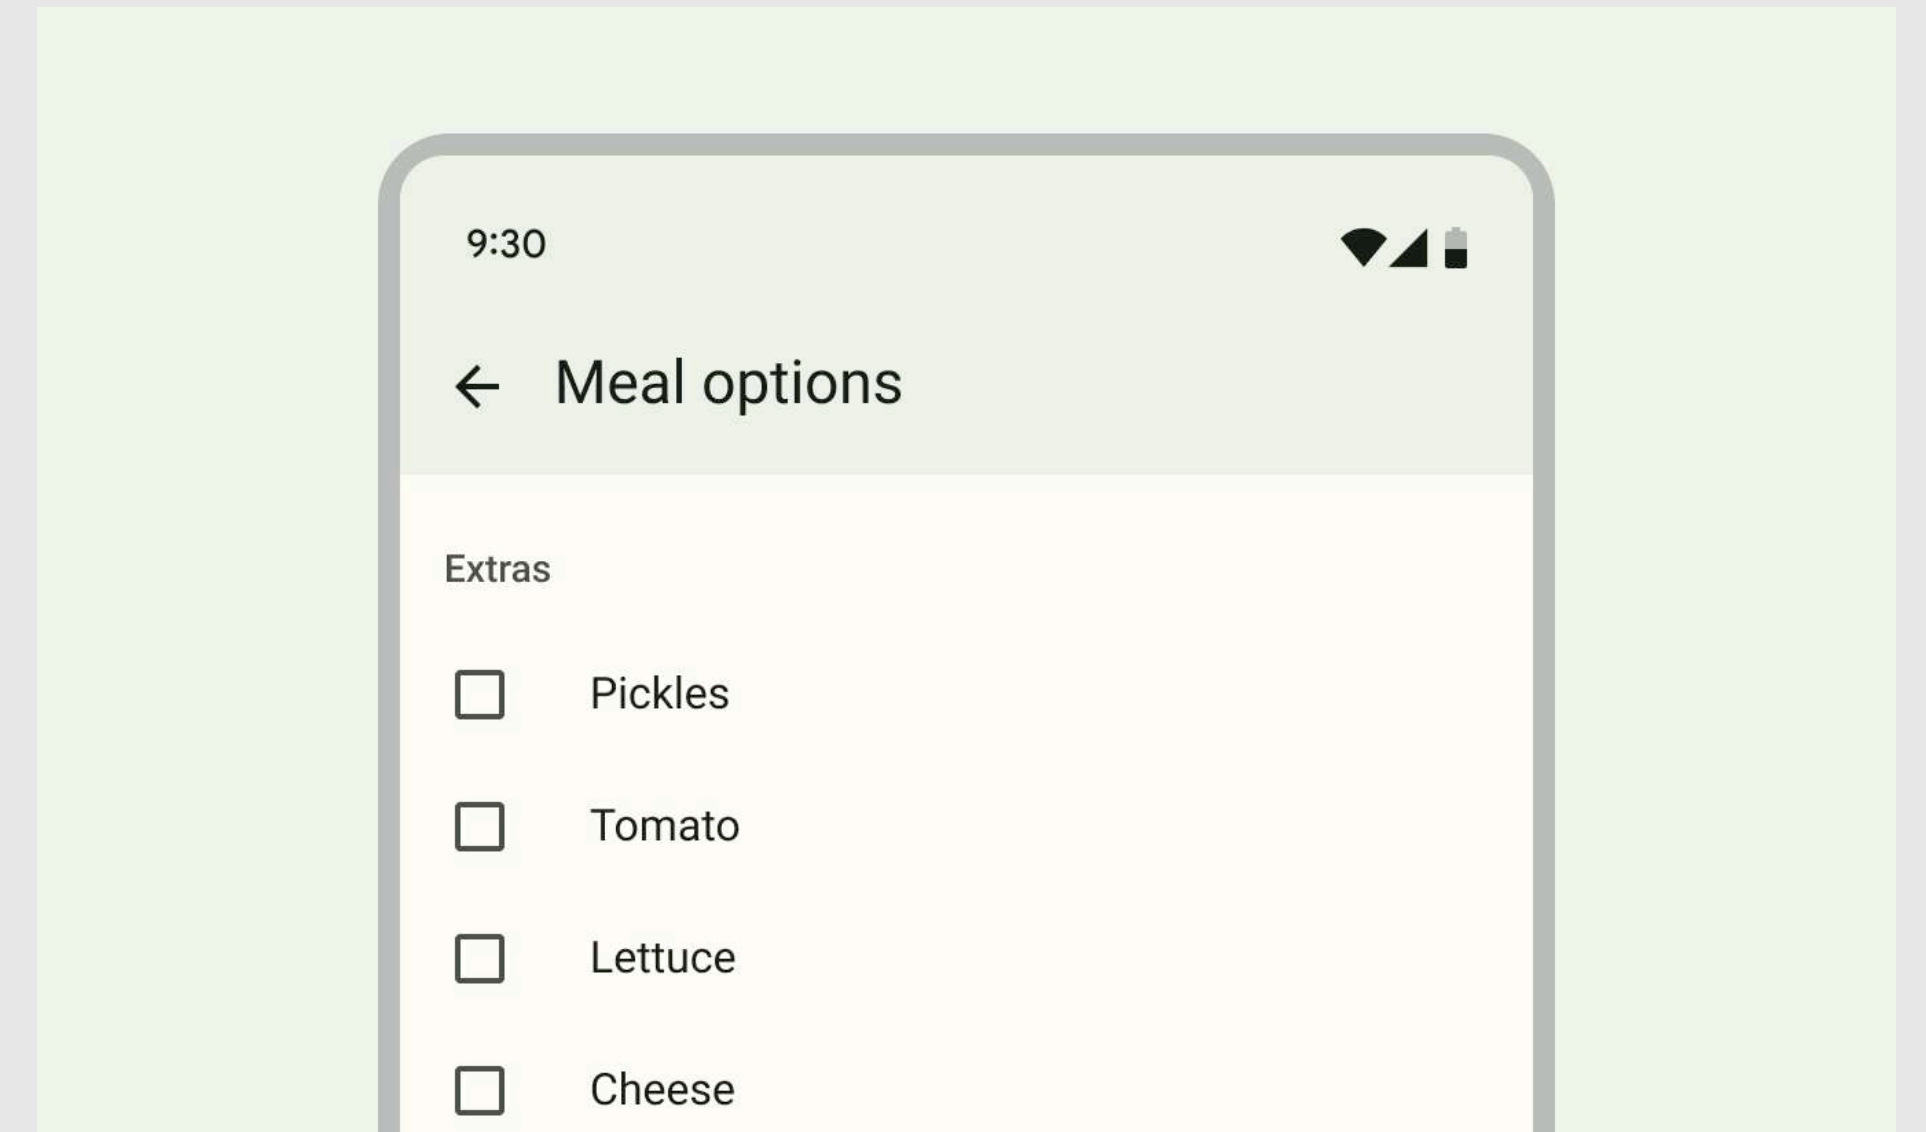 9:30
Meal options
Extras
Pickles
Tomato
Lettuce
Cheese